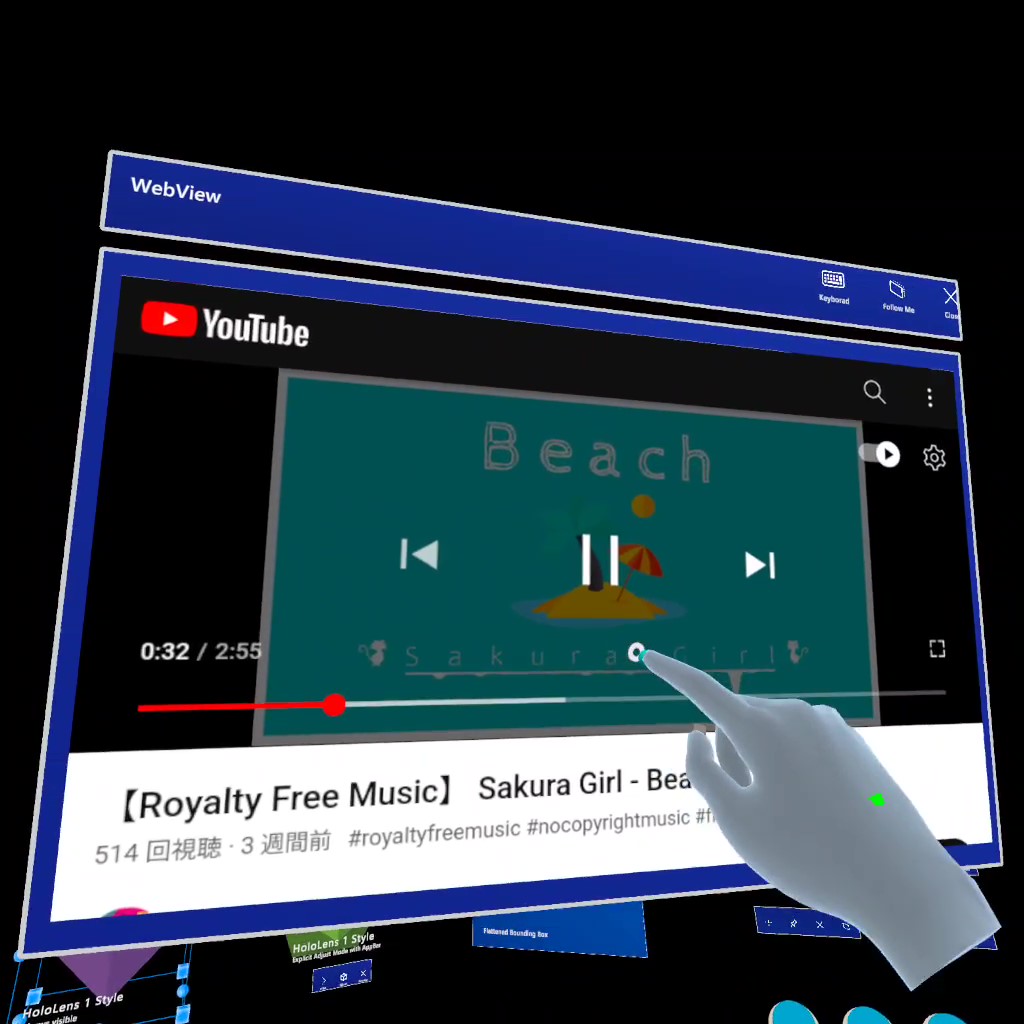 WebView
Keyborad
Follow Me
YouTube
Beach
Sakura Girl
0:32 / 2:55
【Royalty Free Music】 Sakura Girl - Bea
514 回視聴 · 3 週間前 #royaltyfreemusic #nocopyrightmusic
HoloLens 1 Style
Explicit Adjust Mode with AppBar
Flattened Bounding Box
HoloLens 1 Style
visible